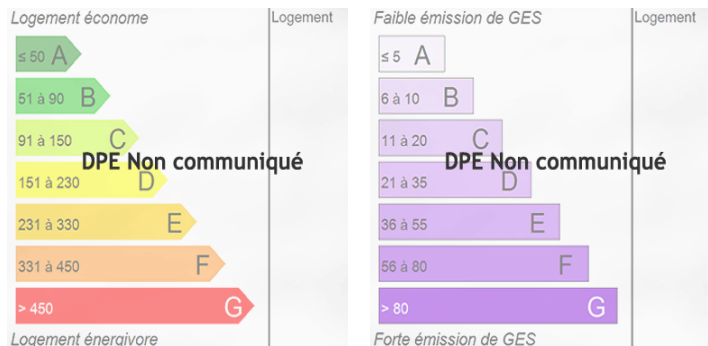 Logement économe
Logement
≤ 50 A
51 à 90 B
91 à 150 C
DPE Non communiqué
151 à 230 D
231 à 330 E
331 à 450 F
> 450 G
Logement énergivore
Faible émission de GES
Logement
≤ 5 A
6 à 10 B
11 à 20 C
DPE Non communiqué
21 à 35 D
36 à 55 E
56 à 80 F
> 80 G
Forte émission de GES